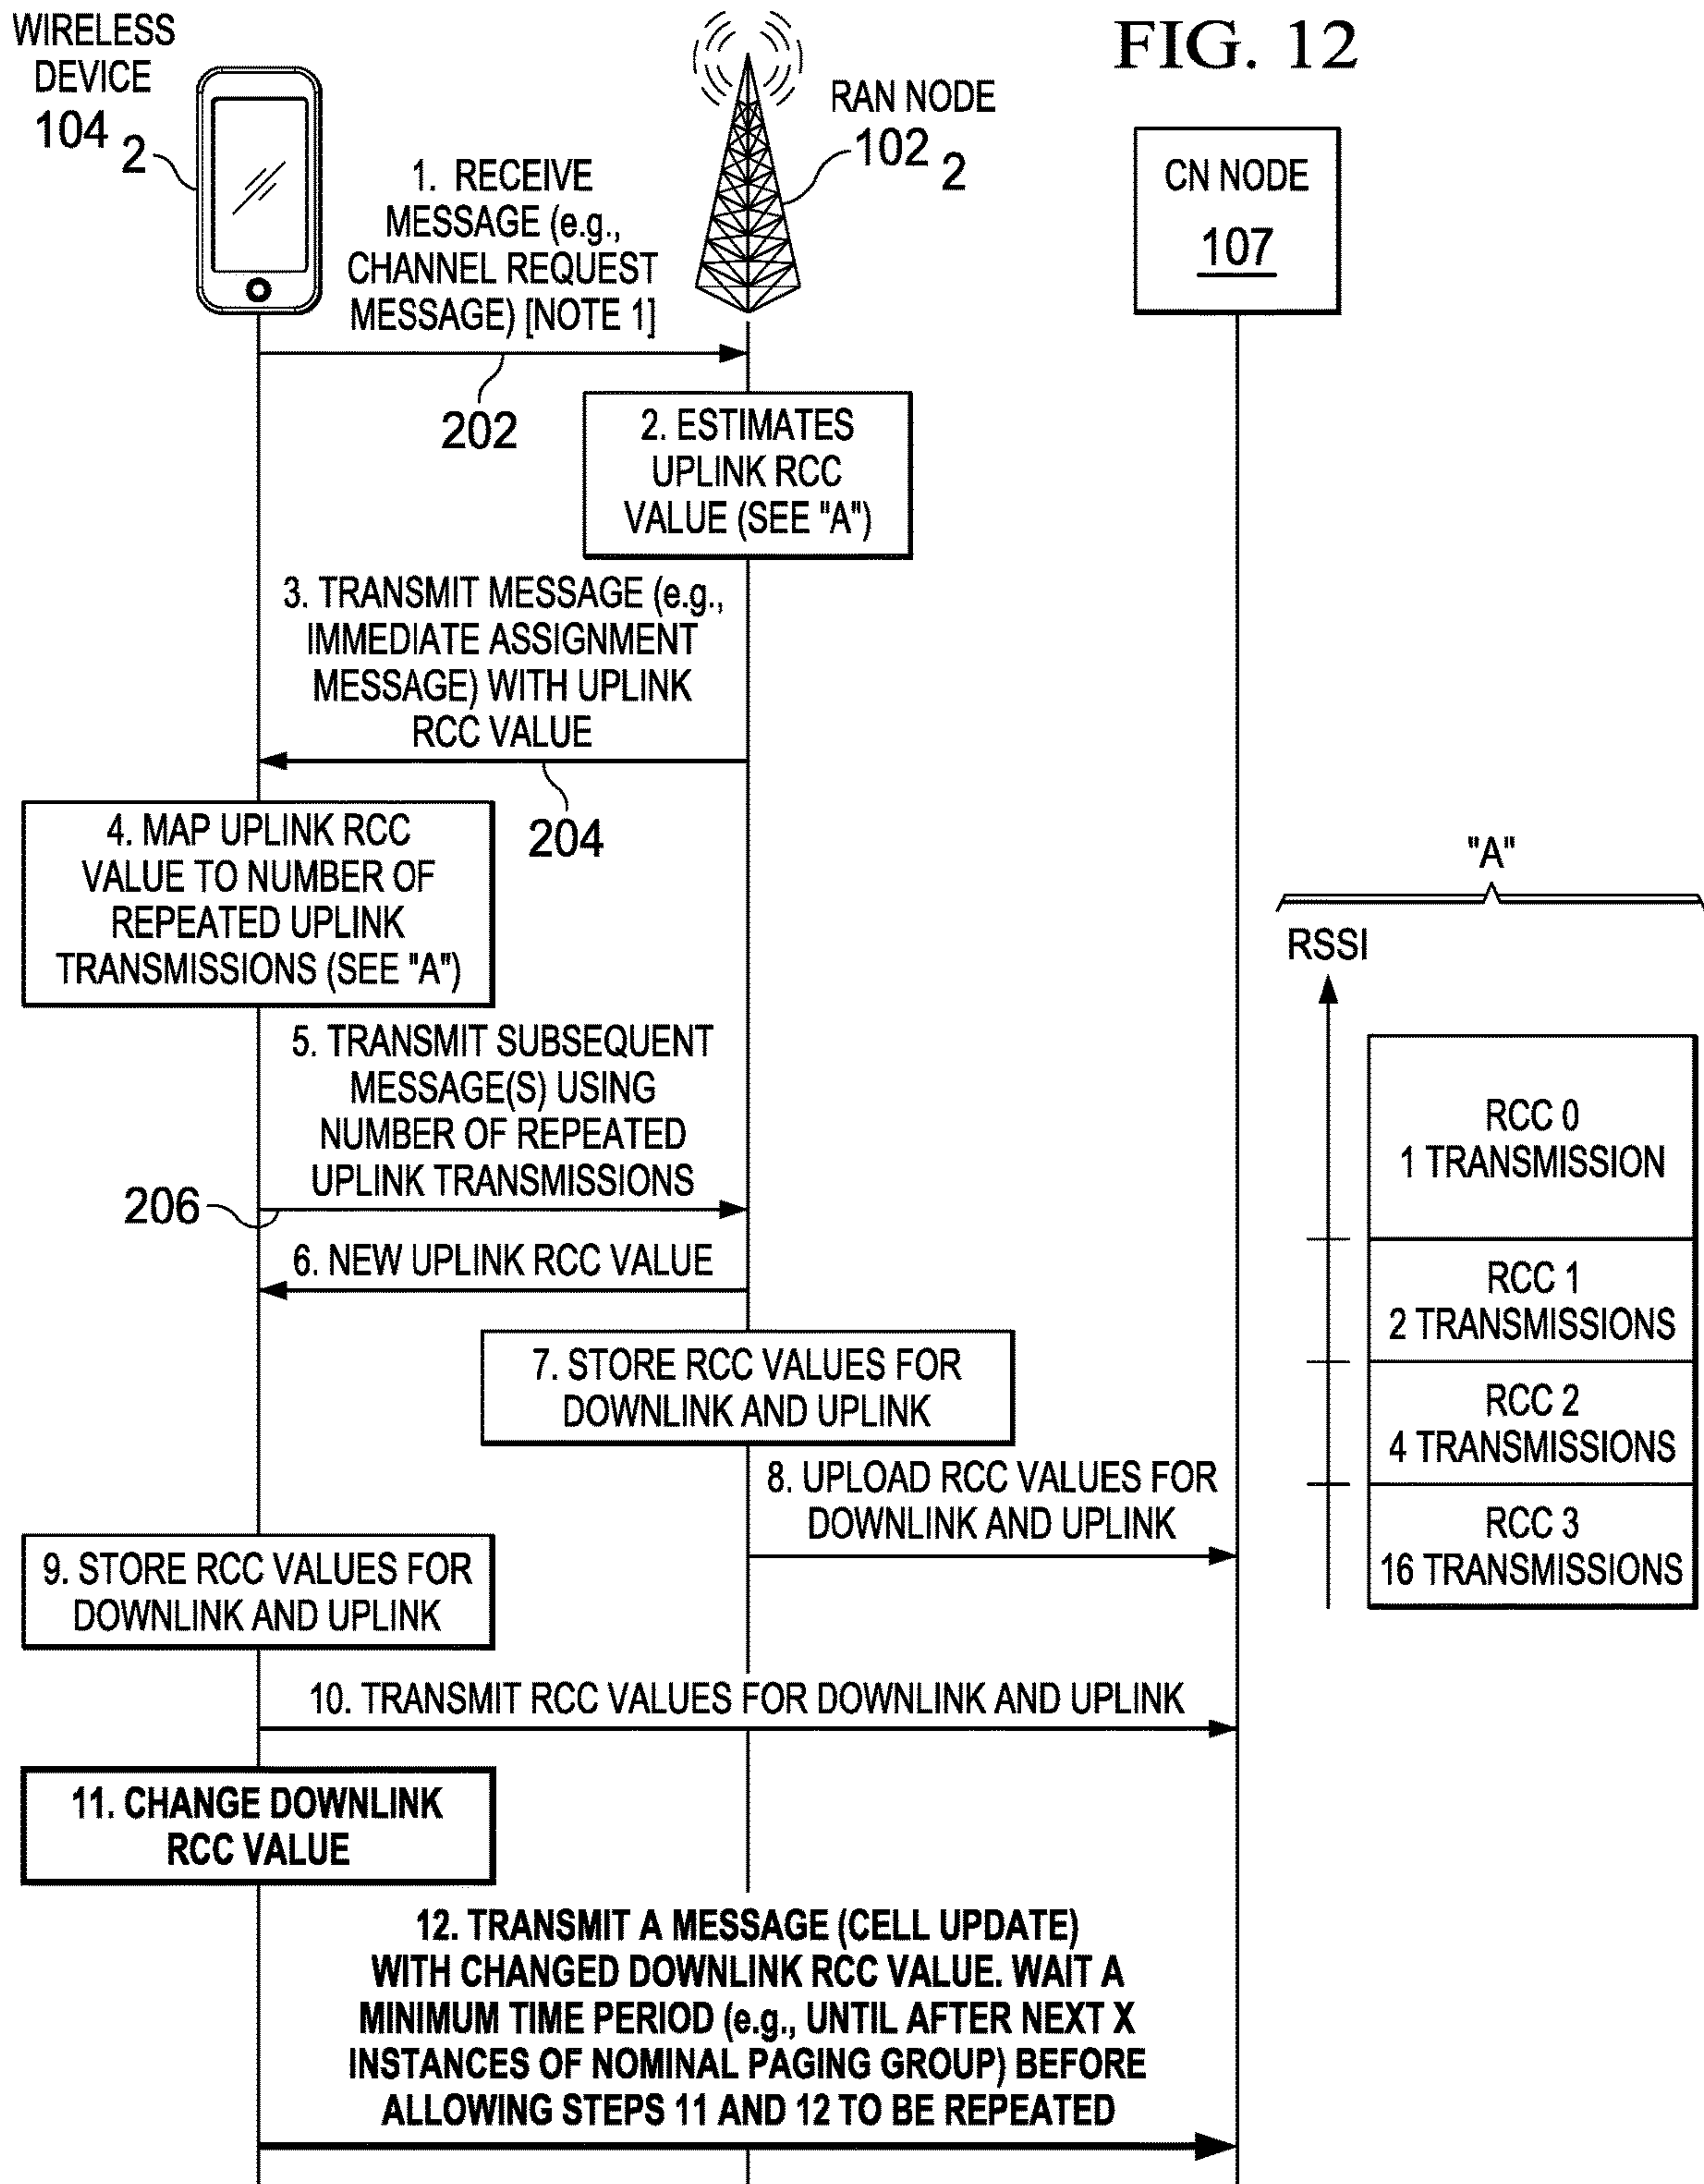 FIG. 12
WIRELESS
DEVICE
104 2
RAN NODE
102 2
CN NODE
107
1. RECEIVE
MESSAGE (e.g.,
CHANNEL REQUEST
MESSAGE) [NOTE 1]
202
2. ESTIMATES
UPLINK RCC
VALUE (SEE "A")
3. TRANSMIT MESSAGE (e.g.,
IMMEDIATE ASSIGNMENT
MESSAGE) WITH UPLINK
RCC VALUE
204
4. MAP UPLINK RCC
VALUE TO NUMBER OF
REPEATED UPLINK
TRANSMISSIONS (SEE "A")
5. TRANSMIT SUBSEQUENT
MESSAGE(S) USING
NUMBER OF REPEATED
UPLINK TRANSMISSIONS
206
6. NEW UPLINK RCC VALUE
7. STORE RCC VALUES FOR
DOWNLINK AND UPLINK
8. UPLOAD RCC VALUES FOR
DOWNLINK AND UPLINK
9. STORE RCC VALUES FOR
DOWNLINK AND UPLINK
10. TRANSMIT RCC VALUES FOR DOWNLINK AND UPLINK
11. CHANGE DOWNLINK
RCC VALUE
12. TRANSMIT A MESSAGE (CELL UPDATE)
WITH CHANGED DOWNLINK RCC VALUE. WAIT A
MINIMUM TIME PERIOD (e.g., UNTIL AFTER NEXT X
INSTANCES OF NOMINAL PAGING GROUP) BEFORE
ALLOWING STEPS 11 AND 12 TO BE REPEATED
"A"
RSSI
RCC 0
1 TRANSMISSION
RCC 1
2 TRANSMISSIONS
RCC 2
4 TRANSMISSIONS
RCC 3
16 TRANSMISSIONS